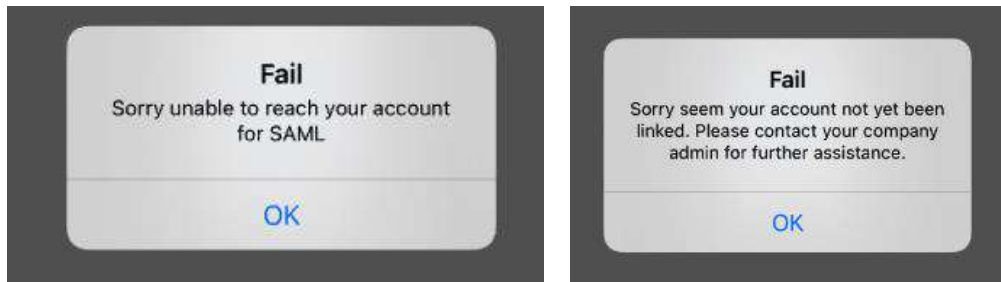 Fail
Sorry unable to reach your account
for SAML
OK
Fail
Sorry seem your account not yet been
linked. Please contact your company
admin for further assistance.
OK